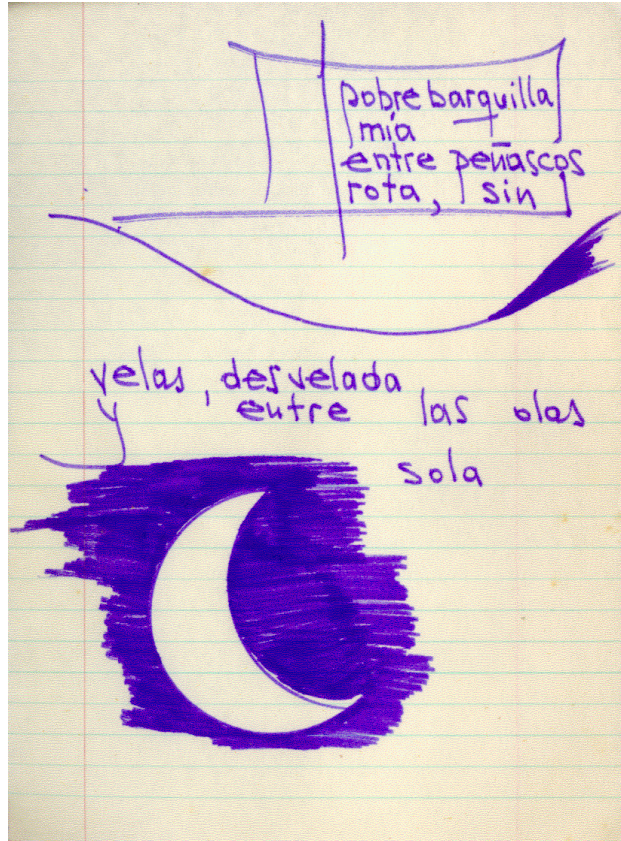 pobre barquilla
mía
entre peñascos
rota, sin
velas, desvelada
y entre las olas
sola